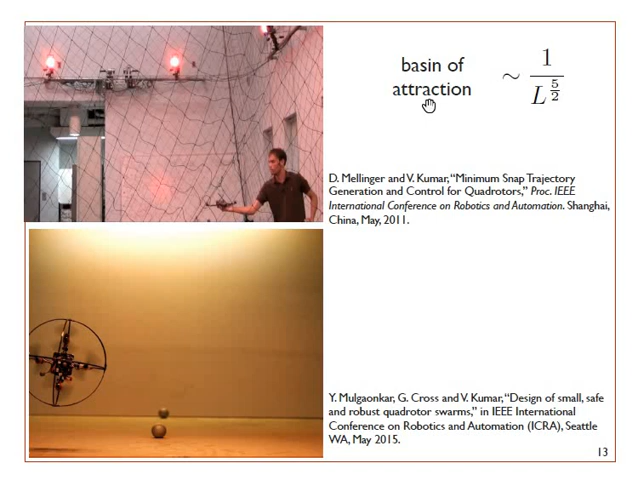 basin of
attraction
~ 1 / L^{5/2}
D. Mellinger and V. Kumar, “Minimum Snap Trajectory
Generation and Control for Quadrotors,” Proc. IEEE
International Conference on Robotics and Automation. Shanghai,
China, May, 2011.
Y. Mulgaonkar, G. Cross and V. Kumar, “Design of small, safe
and robust quadrotor swarms,” in IEEE International
Conference on Robotics and Automation (ICRA), Seattle
WA, May 2015.
13